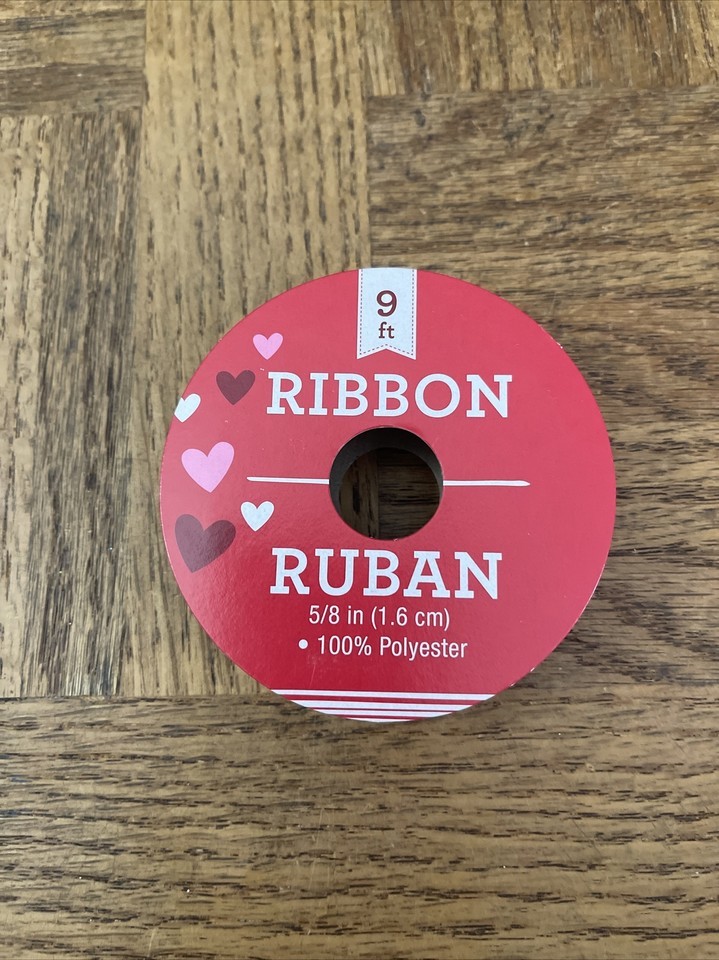 9
ft
RIBBON
RUBAN
5/8 in (1.6 cm)
• 100% Polyester